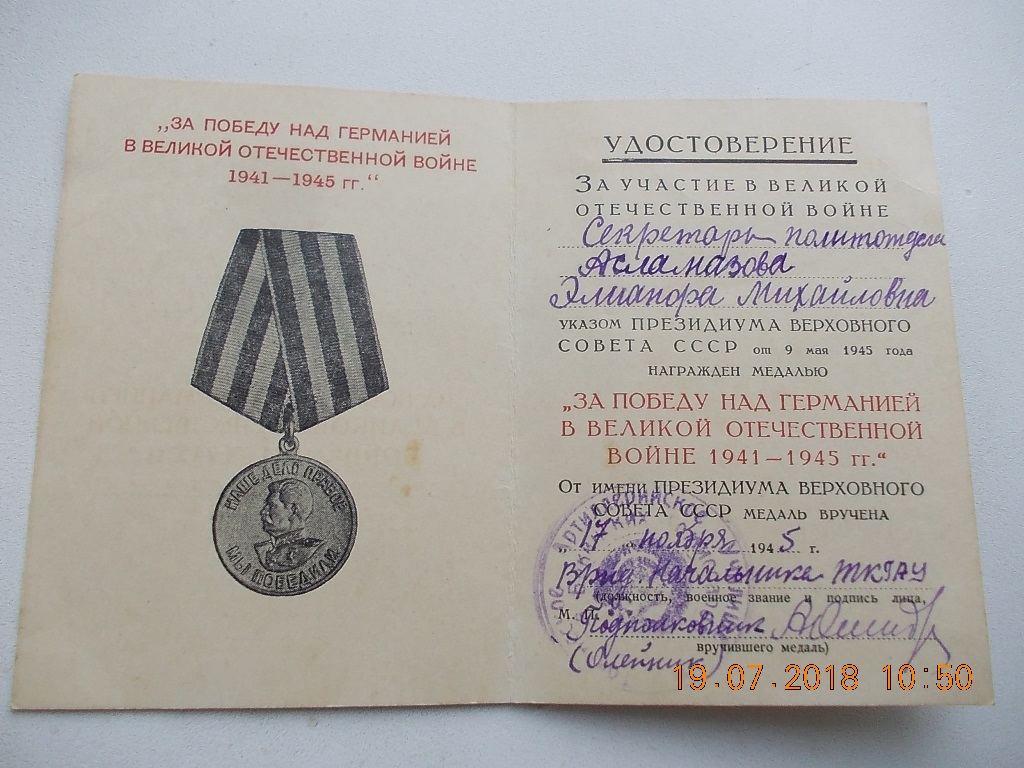 „ЗА ПОБЕДУ НАД ГЕРМАНИЕЙ
В ВЕЛИКОЙ ОТЕЧЕСТВЕННОЙ ВОЙНЕ
1941—1945 гг.“
НАШЕ ДЕЛО ПРАВОЕ
МЫ ПОБЕДИЛИ
УДОСТОВЕРЕНИЕ
ЗА УЧАСТИЕ В ВЕЛИКОЙ
ОТЕЧЕСТВЕННОЙ ВОЙНЕ
Секретарь политотдела
Асламазова
Элианора Михайловна
УКАЗОМ ПРЕЗИДИУМА ВЕРХОВНОГО
СОВЕТА СССР от 9 мая 1945 года
НАГРАЖДЕН МЕДАЛЬЮ
„ЗА ПОБЕДУ НАД ГЕРМАНИЕЙ
В ВЕЛИКОЙ ОТЕЧЕСТВЕННОЙ
ВОЙНЕ 1941—1945 гг.“
ОТ ИМЕНИ ПРЕЗИДИУМА ВЕРХОВНОГО
СОВЕТА СССР МЕДАЛЬ ВРУЧЕНА
„17“ ноября 1945 г.
Врид. Начальника ТКГАУ
(должность, военное звание и подпись лица,
М. П. Подполковник
вручившего медаль)
(Олейник)
19.07.2018 10:50